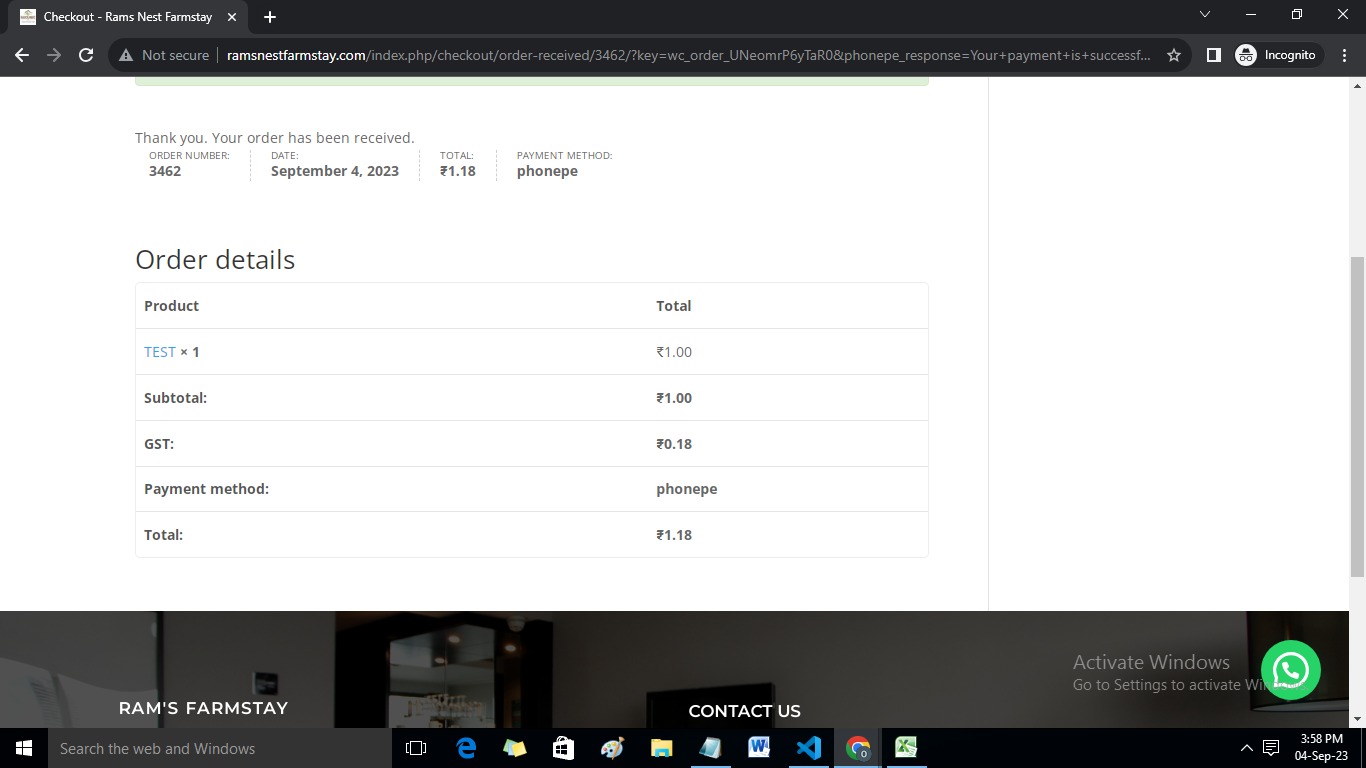 Checkout - Rams Nest Farmstay
Not secure
ramsnestfarmstay.com/index.php/checkout/order-received/3462/?key=wc_order_UNeomrP6yTaR0&phonepe_response=Your+payment+is+successf...
Incognito
Thank you. Your order has been received.
ORDER NUMBER: DATE: TOTAL: PAYMENT METHOD:
3462 September 4, 2023 ₹1.18 phonepe
Order details
Product Total
TEST × 1 ₹1.00
Subtotal: ₹1.00
GST: ₹0.18
Payment method: phonepe
Total: ₹1.18
Activate Windows
Go to Settings to activate
RAM'S FARMSTAY
CONTACT US
Search the web and Windows
3:58 PM
04-Sep-23